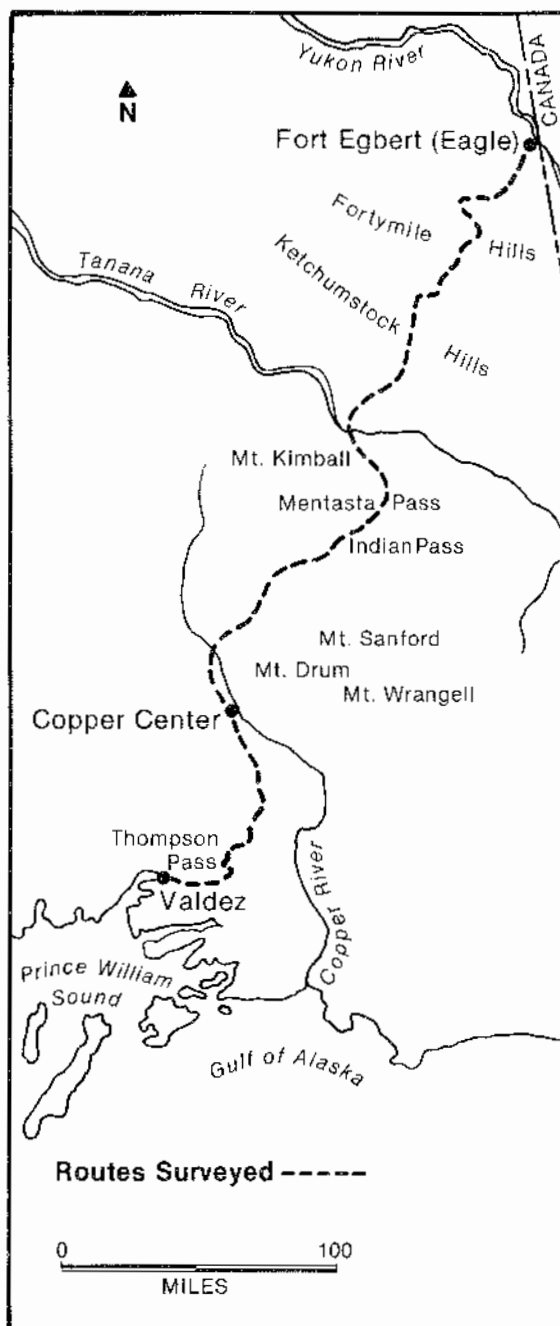 Yukon River
CANADA
N
Fort Egbert (Eagle)
Fortymile
Hills
Ketchumstock
Hills
Tanana River
Mt. Kimball
Mentasta Pass
Indian Pass
Mt. Sanford
Mt. Drum
Mt. Wrangell
Copper Center
Thompson
Pass
Valdez
Copper River
Prince William
Sound
Gulf of Alaska
Routes Surveyed
0 100
MILES